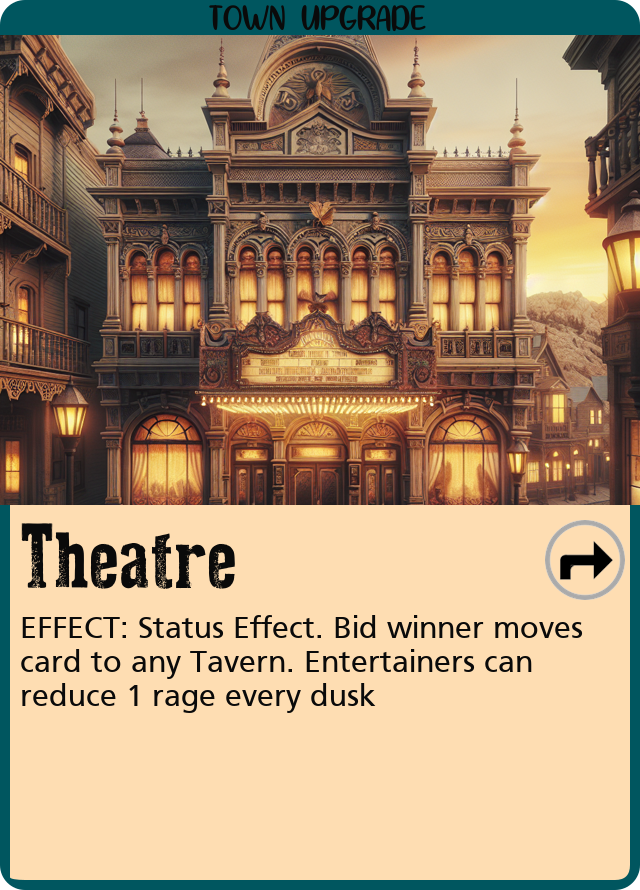 TOWN UPGRADE
Theatre
EFFECT: Status Effect. Bid winner moves
card to any Tavern. Entertainers can
reduce 1 rage every dusk